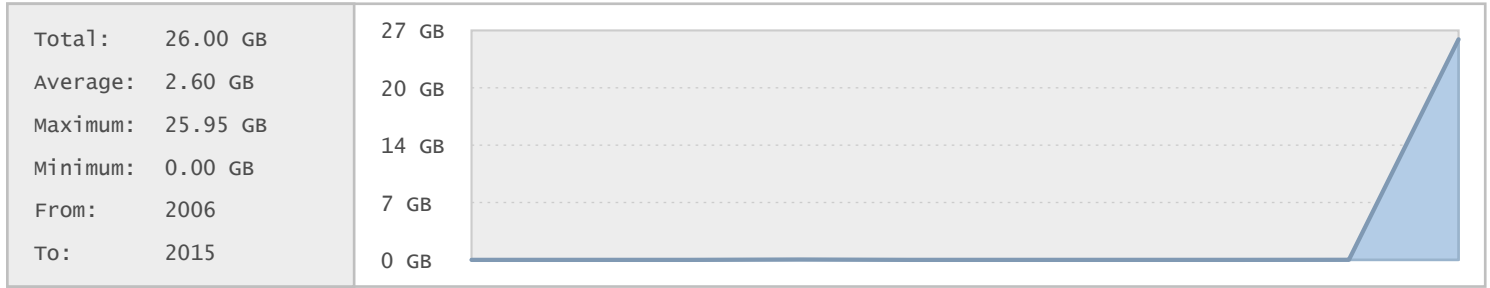 Total: 26.00 GB
Average: 2.60 GB
Maximum: 25.95 GB
Minimum: 0.00 GB
From: 2006
To: 2015
27 GB
20 GB
14 GB
7 GB
0 GB